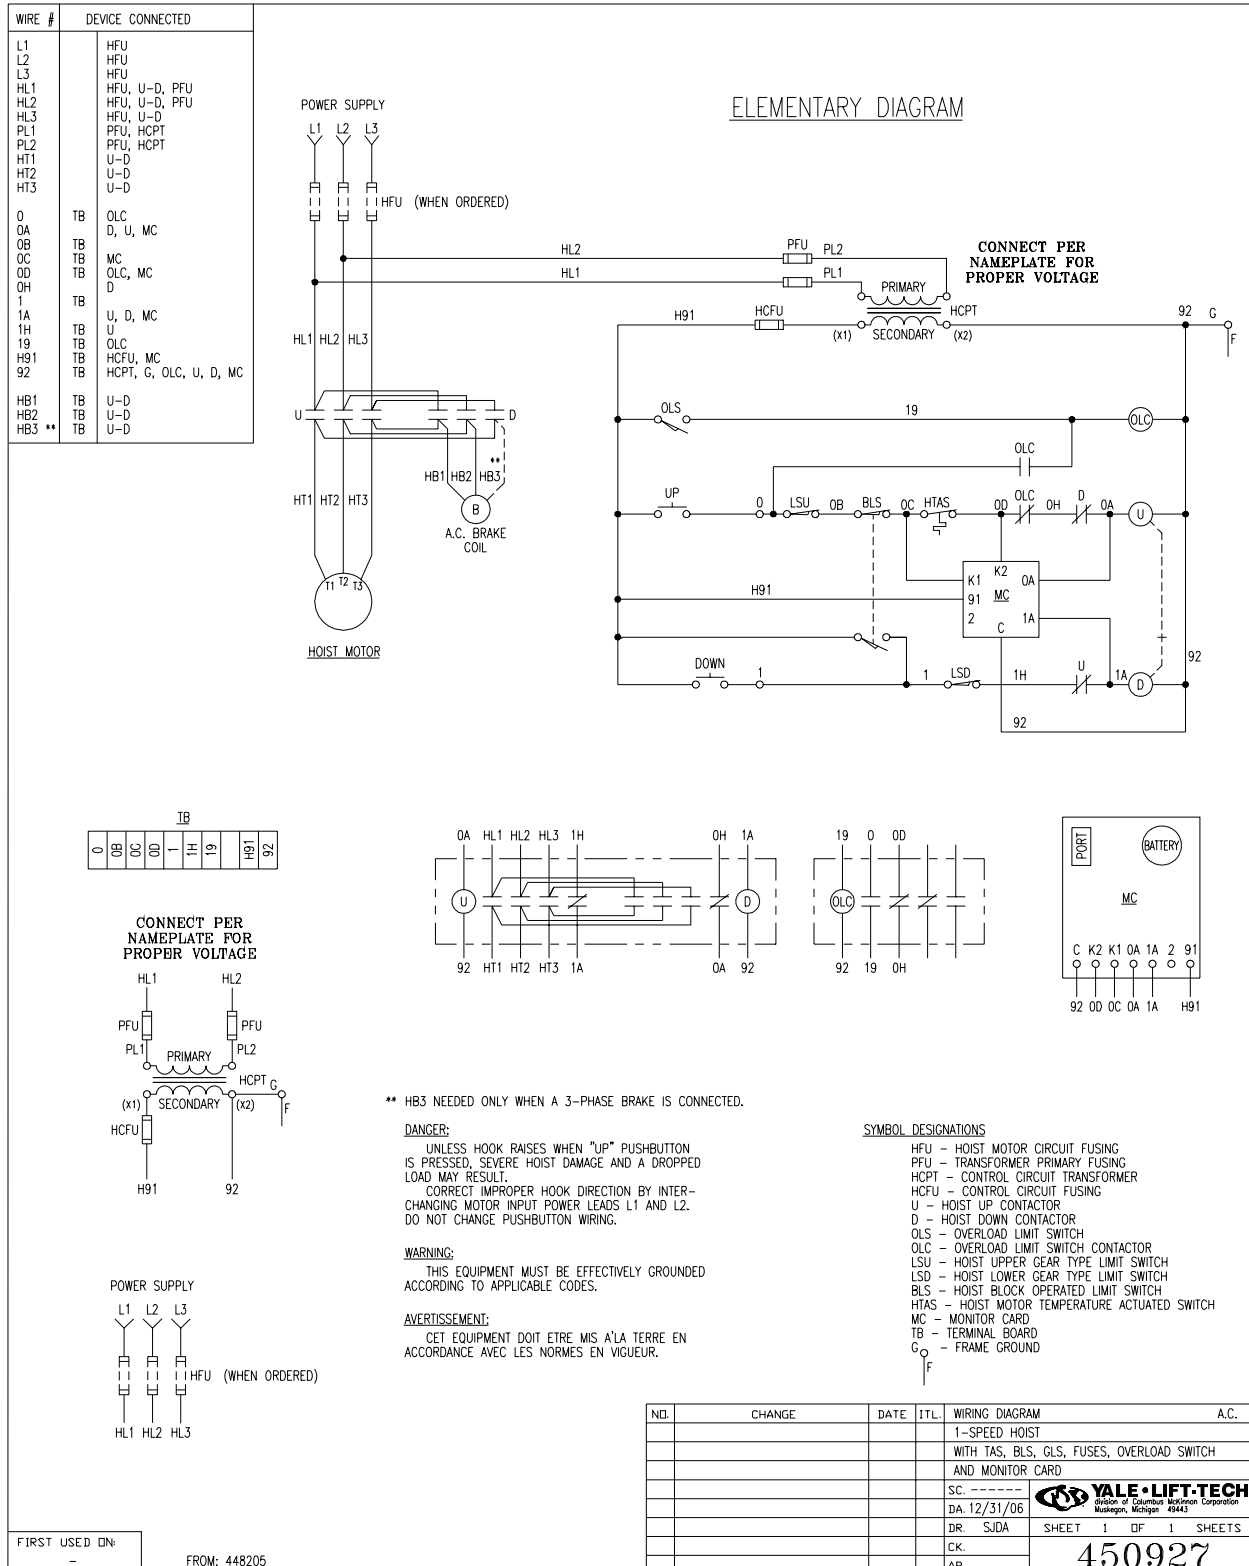 WIRE # DEVICE CONNECTED
L1 HFU
L2 HFU
L3 HFU
HL1 HFU, U-D, PFU
HL2 HFU, U-D, PFU
HL3 HFU, U-D
PL1 PFU, HCPT
PL2 PFU, HCPT
HT1 U-D
HT2 U-D
HT3 U-D
0 TB OLC
0A D, U, MC
0B TB
0C TB MC
0D TB OLC, MC
0H D
1 TB
1A U, D, MC
1H TB U
19 TB OLC
H91 TB HCFU, MC
92 TB HCPT, G, OLC, U, D, MC
HB1 TB U-D
HB2 TB U-D
HB3 ** TB U-D
ELEMENTARY DIAGRAM
POWER SUPPLY
L1 L2 L3
HFU (WHEN ORDERED)
HL2 PFU PL2
HL1 PL1
CONNECT PER
NAMEPLATE FOR
PROPER VOLTAGE
PRIMARY
H91 HCFU HCPT 92 G
(X1) SECONDARY (X2) F
HL1 HL2 HL3
U D
OLS 19 OLC
**
HB1 HB2 HB3
OLC
HT1 HT2 HT3
B
A.C. BRAKE
COIL
UP 0 LSU 0B BLS 0C HTAS 0D OLC 0H D 0A U
T1 T2 T3
HOIST MOTOR
K1 K2 0A
H91 91 MC
2 C 1A
DOWN 1 1 LSD 1H U 1A D 92
92
TB
0 0B 0C 0D 1 1H 19 H91 92
0A HL1 HL2 HL3 1H 0H 1A
U D
92 HT1 HT2 HT3 1A 0A 92
19 0 0D
OLC
92 19 0H
PORT BATTERY
MC
C K2 K1 0A 1A 2 91
92 0D 0C 0A 1A H91
CONNECT PER
NAMEPLATE FOR
PROPER VOLTAGE
HL1 HL2
PFU PFU
PL1 PL2
PRIMARY
HCPT G
(X1) SECONDARY (X2) F
HCFU
H91 92
** HB3 NEEDED ONLY WHEN A 3-PHASE BRAKE IS CONNECTED.
DANGER:
UNLESS HOOK RAISES WHEN "UP" PUSHBUTTON
IS PRESSED, SEVERE HOIST DAMAGE AND A DROPPED
LOAD MAY RESULT.
CORRECT IMPROPER HOOK DIRECTION BY INTER-
CHANGING MOTOR INPUT POWER LEADS L1 AND L2.
DO NOT CHANGE PUSHBUTTON WIRING.
WARNING:
THIS EQUIPMENT MUST BE EFFECTIVELY GROUNDED
ACCORDING TO APPLICABLE CODES.
AVERTISSEMENT:
CET EQUIPMENT DOIT ETRE MIS A'LA TERRE EN
ACCORDANCE AVEC LES NORMES EN VIGUEUR.
SYMBOL DESIGNATIONS
HFU - HOIST MOTOR CIRCUIT FUSING
PFU - TRANSFORMER PRIMARY FUSING
HCPT - CONTROL CIRCUIT TRANSFORMER
HCFU - CONTROL CIRCUIT FUSING
U - HOIST UP CONTACTOR
D - HOIST DOWN CONTACTOR
OLS - OVERLOAD LIMIT SWITCH
OLC - OVERLOAD LIMIT SWITCH CONTACTOR
LSU - HOIST UPPER GEAR TYPE LIMIT SWITCH
LSD - HOIST LOWER GEAR TYPE LIMIT SWITCH
BLS - HOIST BLOCK OPERATED LIMIT SWITCH
HTAS - HOIST MOTOR TEMPERATURE ACTUATED SWITCH
MC - MONITOR CARD
TB - TERMINAL BOARD
G - FRAME GROUND
F
POWER SUPPLY
L1 L2 L3
HFU (WHEN ORDERED)
HL1 HL2 HL3
NO. CHANGE DATE ITL. WIRING DIAGRAM A.C.
1-SPEED HOIST
WITH TAS, BLS, GLS, FUSES, OVERLOAD SWITCH
AND MONITOR CARD
SC. ------
YALE•LIFT-TECH
division of Columbus McKinnon Corporation
Muskegon, Michigan 49443
DA. 12/31/06
DR. SJDA SHEET 1 OF 1 SHEETS
CK.
450927
FIRST USED ON:
-
FROM: 448205